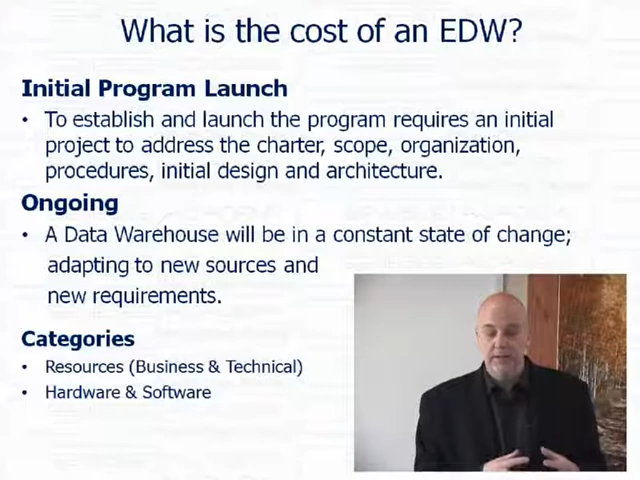 What is the cost of an EDW?
Initial Program Launch
• To establish and launch the program requires an initial
project to address the charter, scope, organization,
procedures, initial design and architecture.
Ongoing
• A Data Warehouse will be in a constant state of change;
adapting to new sources and
new requirements.
Categories
• Resources (Business & Technical)
• Hardware & Software